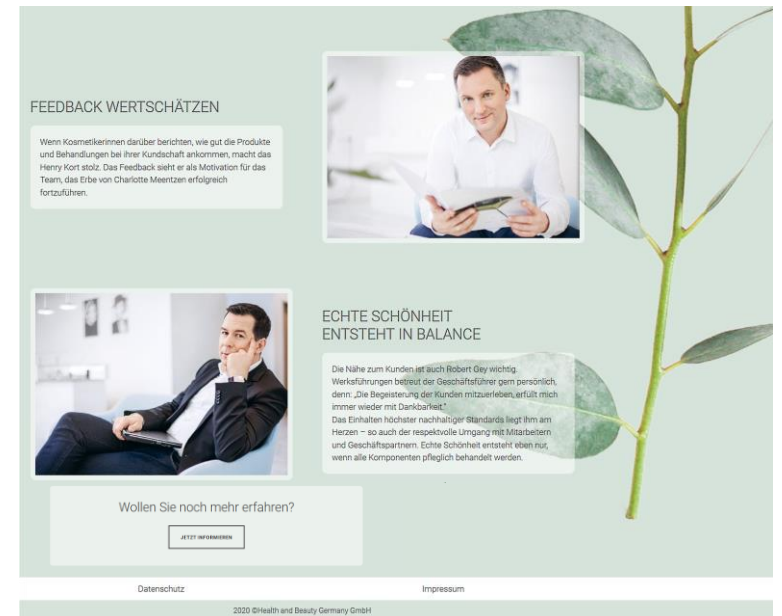 FEEDBACK WERTSCHÄTZEN
Wenn Kosmetikerinnen darüber berichten, wie gut die Produkte
und Behandlungen bei ihrer Kundschaft ankommen, macht das
Henry Kort stolz. Das Feedback sieht er als Motivation für das
Team, das Erbe von Charlotte Meentzen erfolgreich
fortzuführen.
ECHTE SCHÖNHEIT
ENTSTEHT IN BALANCE
Die Nähe zum Kunden ist auch Robert Gey wichtig.
Werksführungen betreut der Geschäftsführer gern persönlich,
denn: „Die Begeisterung der Kunden mitzuerleben, erfüllt mich
immer wieder mit Dankbarkeit."
Das Einhalten höchster nachhaltiger Standards liegt ihm am
Herzen – so auch der respektvolle Umgang mit Mitarbeitern
und Geschäftspartnern. Echte Schönheit entsteht eben nur,
wenn alle Komponenten pfleglich behandelt werden.
Wollen Sie noch mehr erfahren?
JETZT INFORMIEREN
Datenschutz
Impressum
2020 ©Health and Beauty Germany GmbH